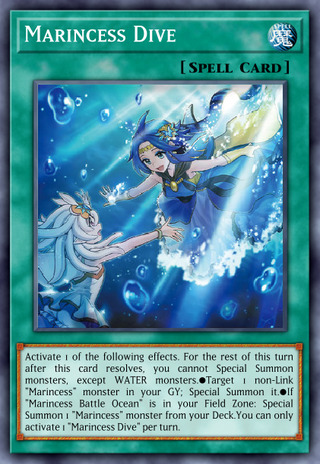 Marincess Dive
魔
[ Spell Card ]
Activate 1 of the following effects. For the rest of this turn
after this card resolves, you cannot Special Summon
monsters, except WATER monsters.●Target 1 non-Link
"Marincess" monster in your GY; Special Summon it.●If
"Marincess Battle Ocean" is in your Field Zone: Special
Summon 1 "Marincess" monster from your Deck.You can only
activate 1 "Marincess Dive" per turn.